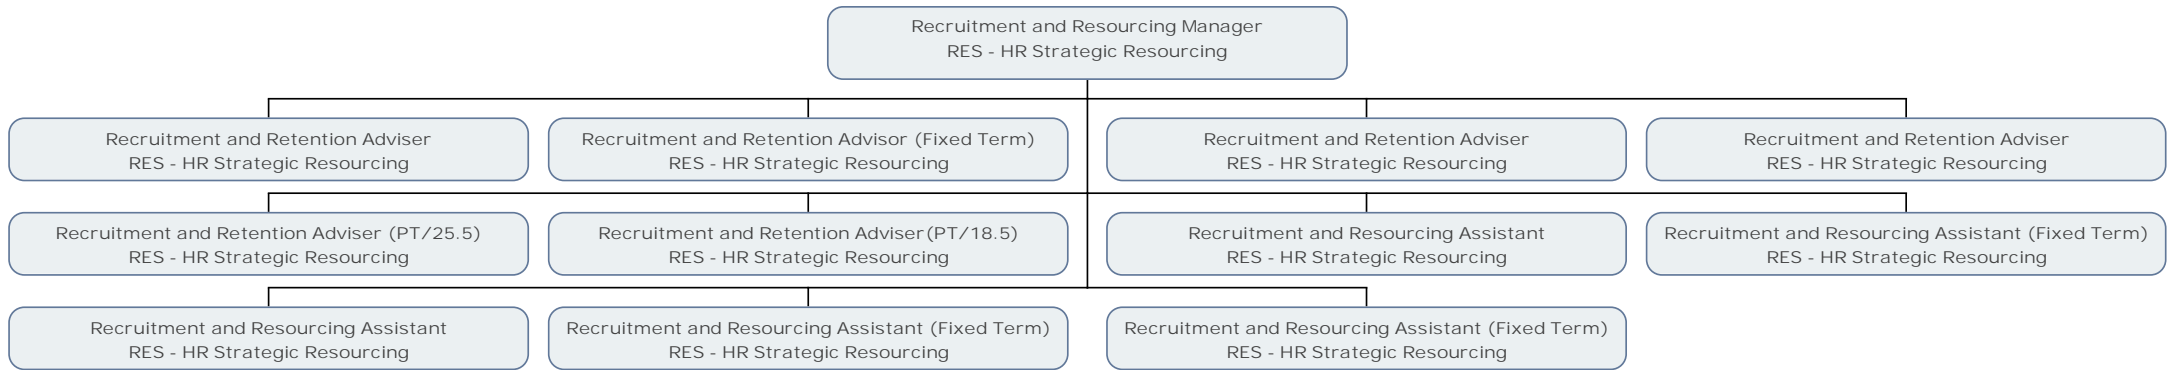 Recruitment and Resourcing Manager
RES - HR Strategic Resourcing
Recruitment and Retention Adviser
RES - HR Strategic Resourcing
Recruitment and Retention Advisor (Fixed Term)
RES - HR Strategic Resourcing
Recruitment and Retention Adviser
RES - HR Strategic Resourcing
Recruitment and Retention Adviser
RES - HR Strategic Resourcing
Recruitment and Retention Adviser (PT/25.5)
RES - HR Strategic Resourcing
Recruitment and Retention Adviser(PT/18.5)
RES - HR Strategic Resourcing
Recruitment and Resourcing Assistant
RES - HR Strategic Resourcing
Recruitment and Resourcing Assistant (Fixed Term)
RES - HR Strategic Resourcing
Recruitment and Resourcing Assistant
RES - HR Strategic Resourcing
Recruitment and Resourcing Assistant (Fixed Term)
RES - HR Strategic Resourcing
Recruitment and Resourcing Assistant (Fixed Term)
RES - HR Strategic Resourcing